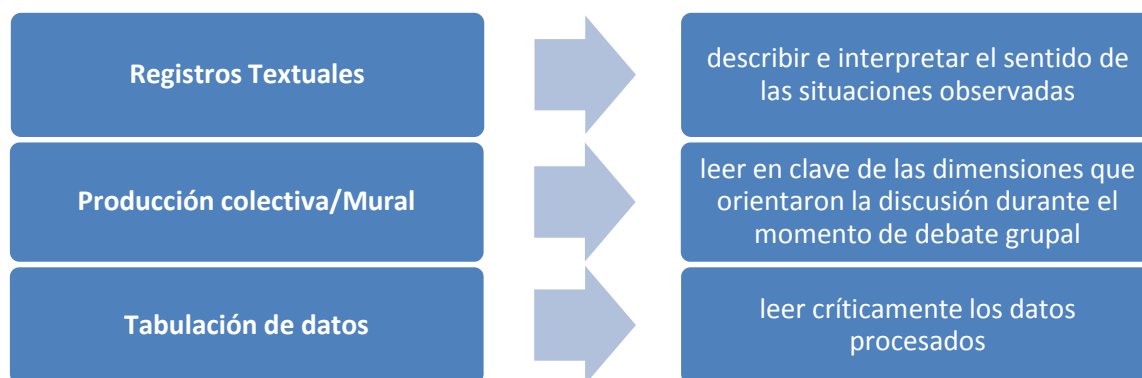 Registros Textuales
describir e interpretar el sentido de
las situaciones observadas
Producción colectiva/Mural
leer en clave de las dimensiones que
orientaron la discusión durante el
momento de debate grupal
Tabulación de datos
leer críticamente los datos
procesados